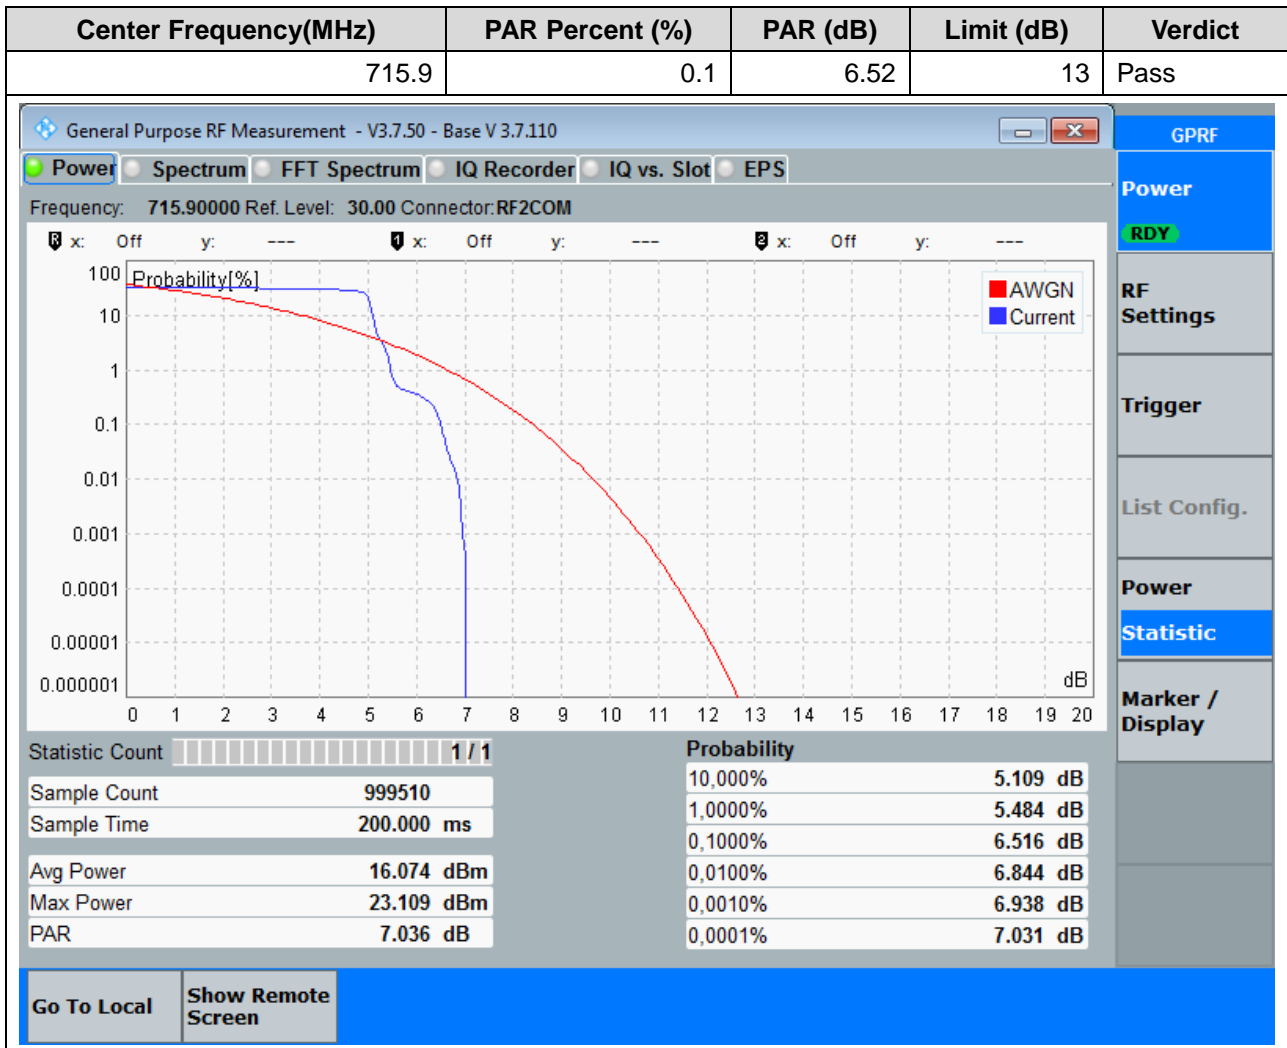 Center Frequency(MHz) PAR Percent (%) PAR (dB) Limit (dB) Verdict
715.9 0.1 6.52 13 Pass
General Purpose RF Measurement - V3.7.50 - Base V 3.7.110
GPRF
Power Spectrum FFT Spectrum IQ Recorder IQ vs. Slot EPS
Frequency: 715.90000 Ref. Level: 30.00 Connector: RF2COM
R x: Off y: --- 1 x: Off y: --- 2 x: Off y: ---
Probability[%]
AWGN
Current
100
10
1
0.1
0.01
0.001
0.0001
0.00001
0.000001
dB
0 1 2 3 4 5 6 7 8 9 10 11 12 13 14 15 16 17 18 19 20
Statistic Count 1 / 1
Sample Count 999510
Sample Time 200.000 ms
Avg Power 16.074 dBm
Max Power 23.109 dBm
PAR 7.036 dB
Probability
10,000% 5.109 dB
1,0000% 5.484 dB
0,1000% 6.516 dB
0,0100% 6.844 dB
0,0010% 6.938 dB
0,0001% 7.031 dB
Power
RDY
RF
Settings
Trigger
List Config.
Power
Statistic
Marker /
Display
Go To Local
Show Remote
Screen